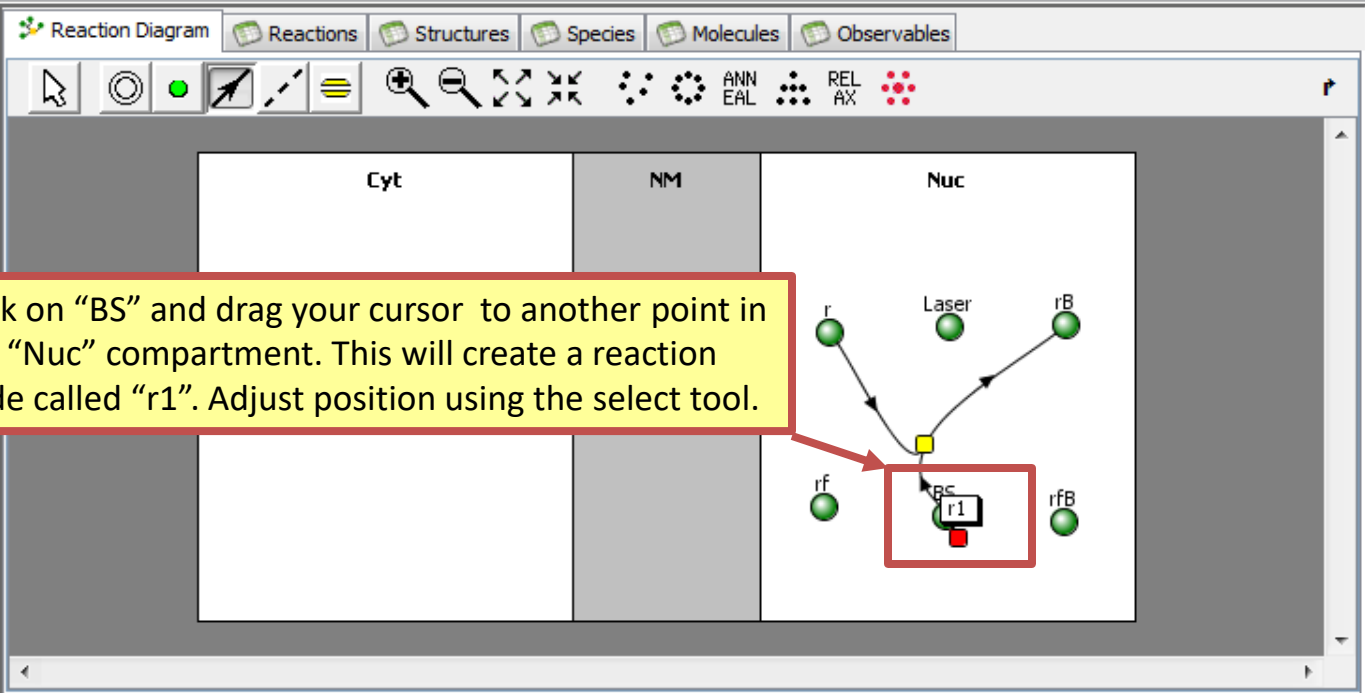 Reaction Diagram Reactions Structures Species Molecules Observables
ANN EAL REL AX
Cyt NM Nuc
k on “BS” and drag your cursor to another point in
“Nuc” compartment. This will create a reaction
de called “r1”. Adjust position using the select tool.
r Laser rB
rf BS rfB
r1